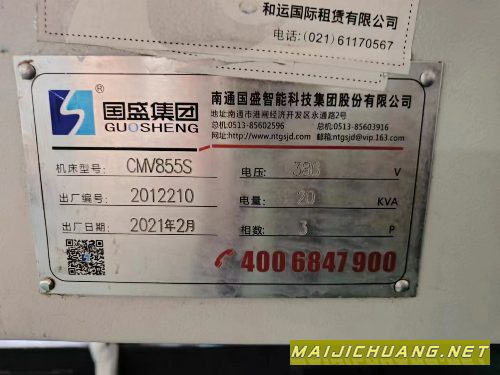 和运国际租赁有限公司
电话:(021) 61170567
国盛集团®
GUOSHENG
南通国盛智能科技集团股份有限公司
地址:南通市港闸经济开发区永通路2号
总机:0513-85602596 总机:0513-85603916
网址:http://www.ntgsjd.com 邮箱:ntgsjd@vip.163.com
机床型号: CMV855S 电压: V
出厂编号: 2012210 电量: 20 KVA
出厂日期: 2021年2月 相数: 3 P
400 6847 900
MAIJICHUANG.NET